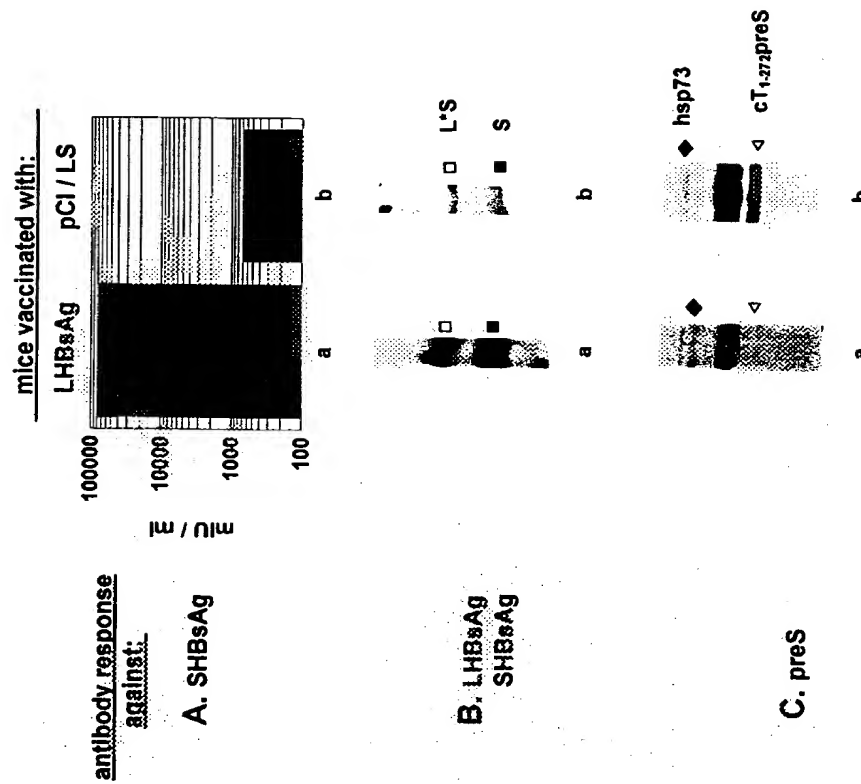 mice vaccinated with:
LHBsAg pCI / LS
antibody response
against:
A. SHBsAg
mIU / ml
100000
10000
1000
100
a b
B. LHBsAg
SHBsAg
L*S
S
a b
C. preS
hsp73
cT1-272preS
a b